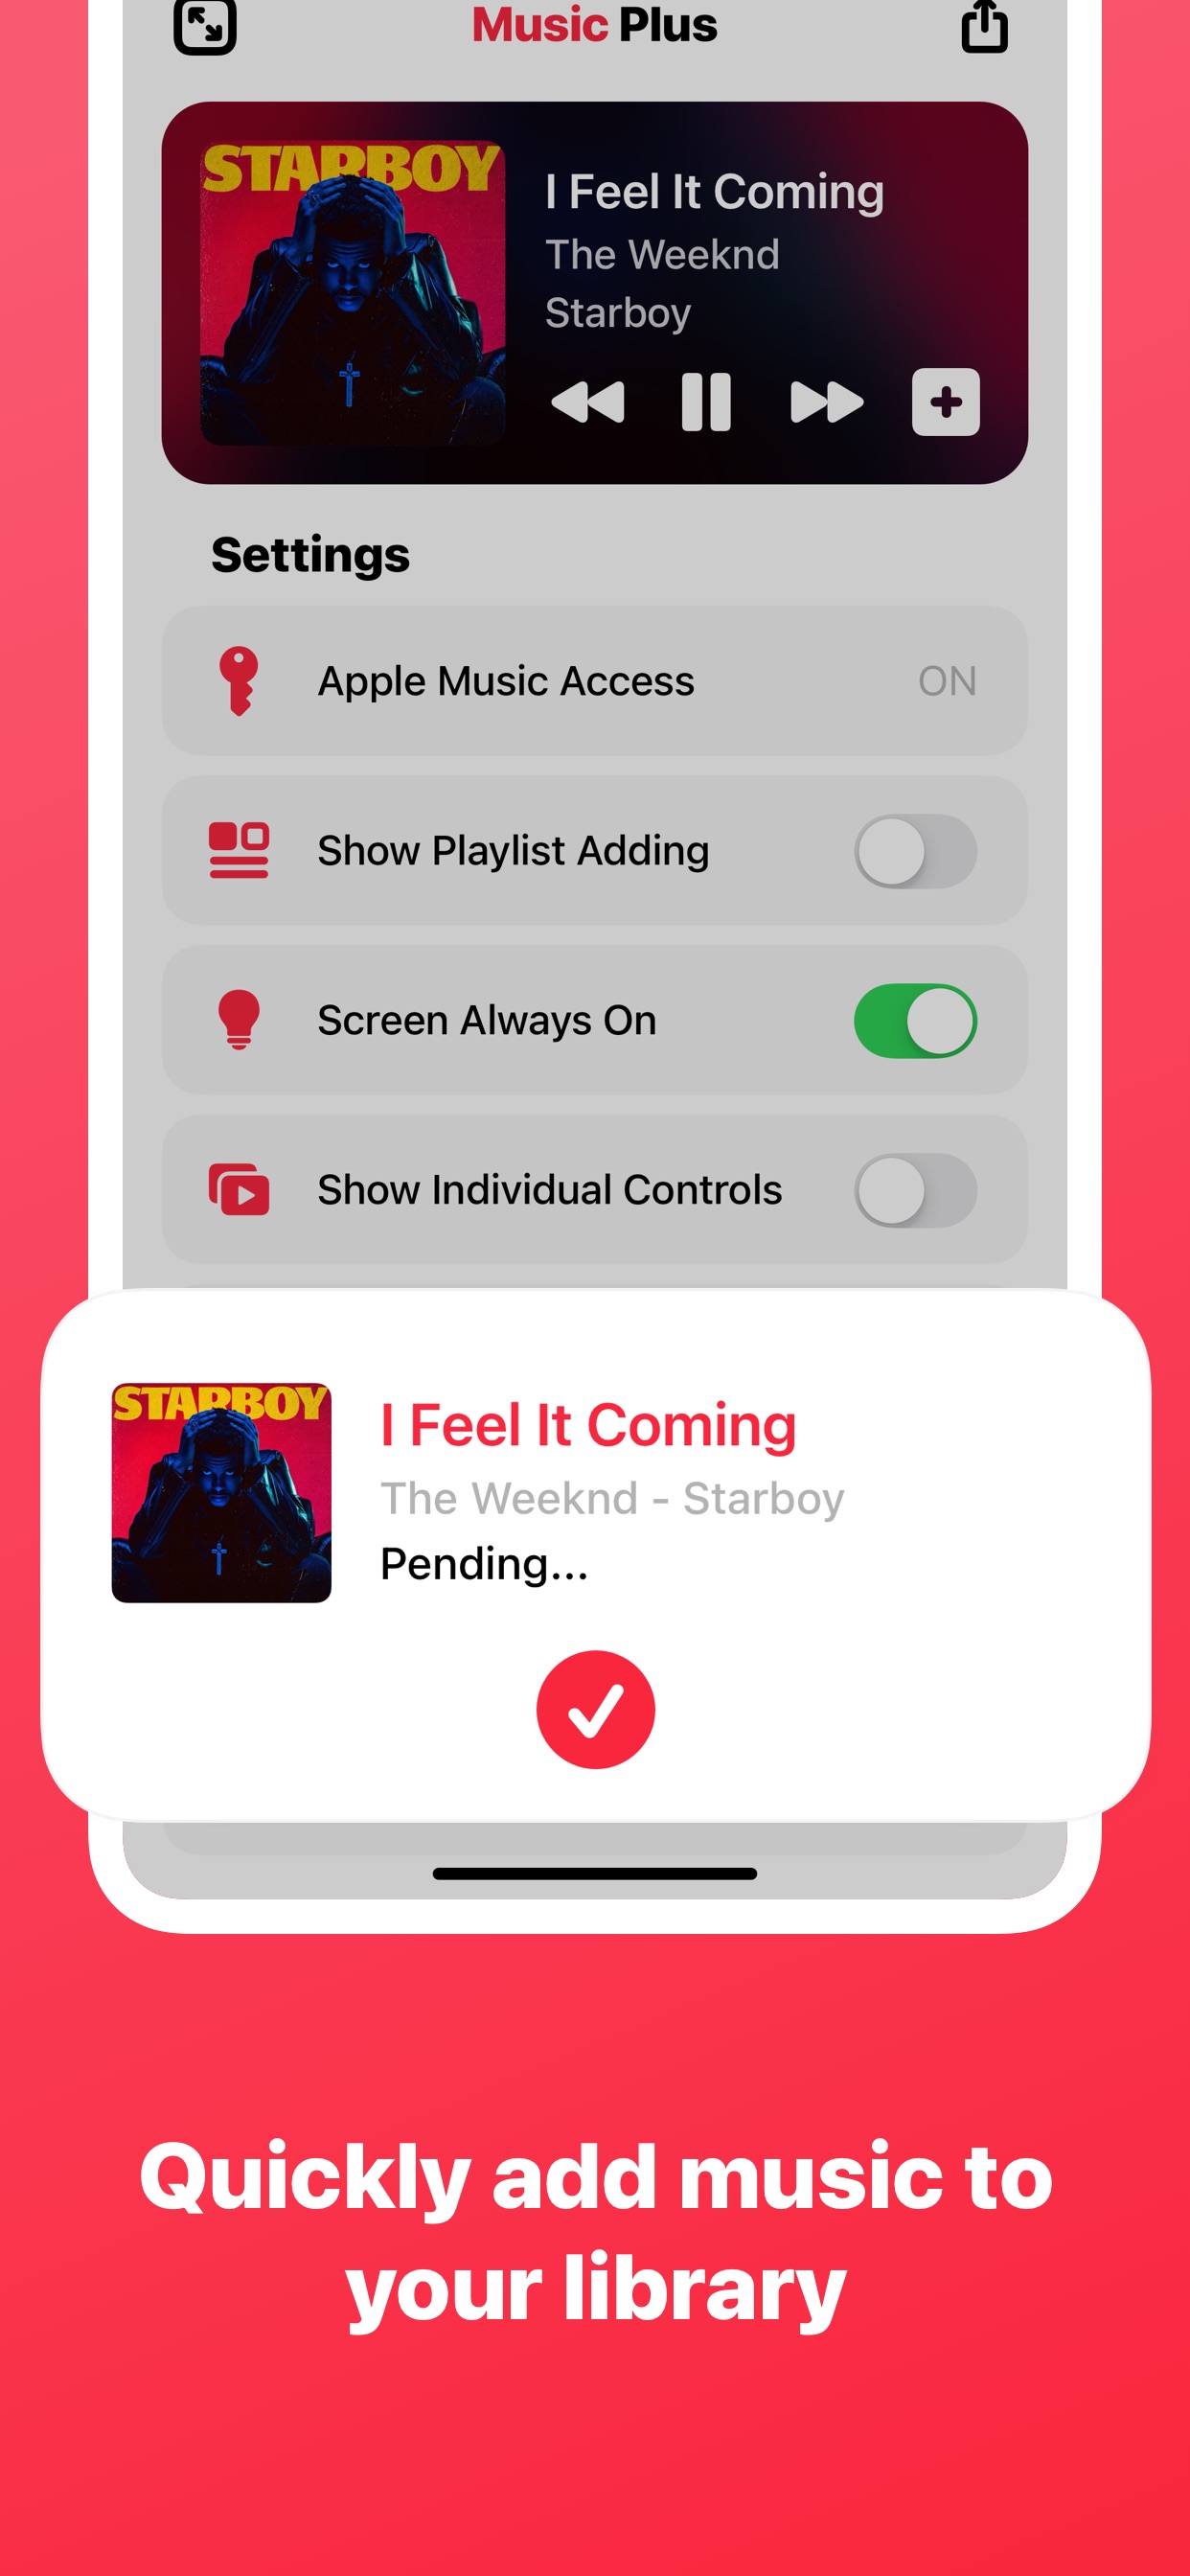 Music Plus
STARBOY
I Feel It Coming
The Weeknd
Starboy
Settings
Apple Music Access ON
Show Playlist Adding
Screen Always On
Show Individual Controls
STARBOY
I Feel It Coming
The Weeknd - Starboy
Pending...
Quickly add music to
your library